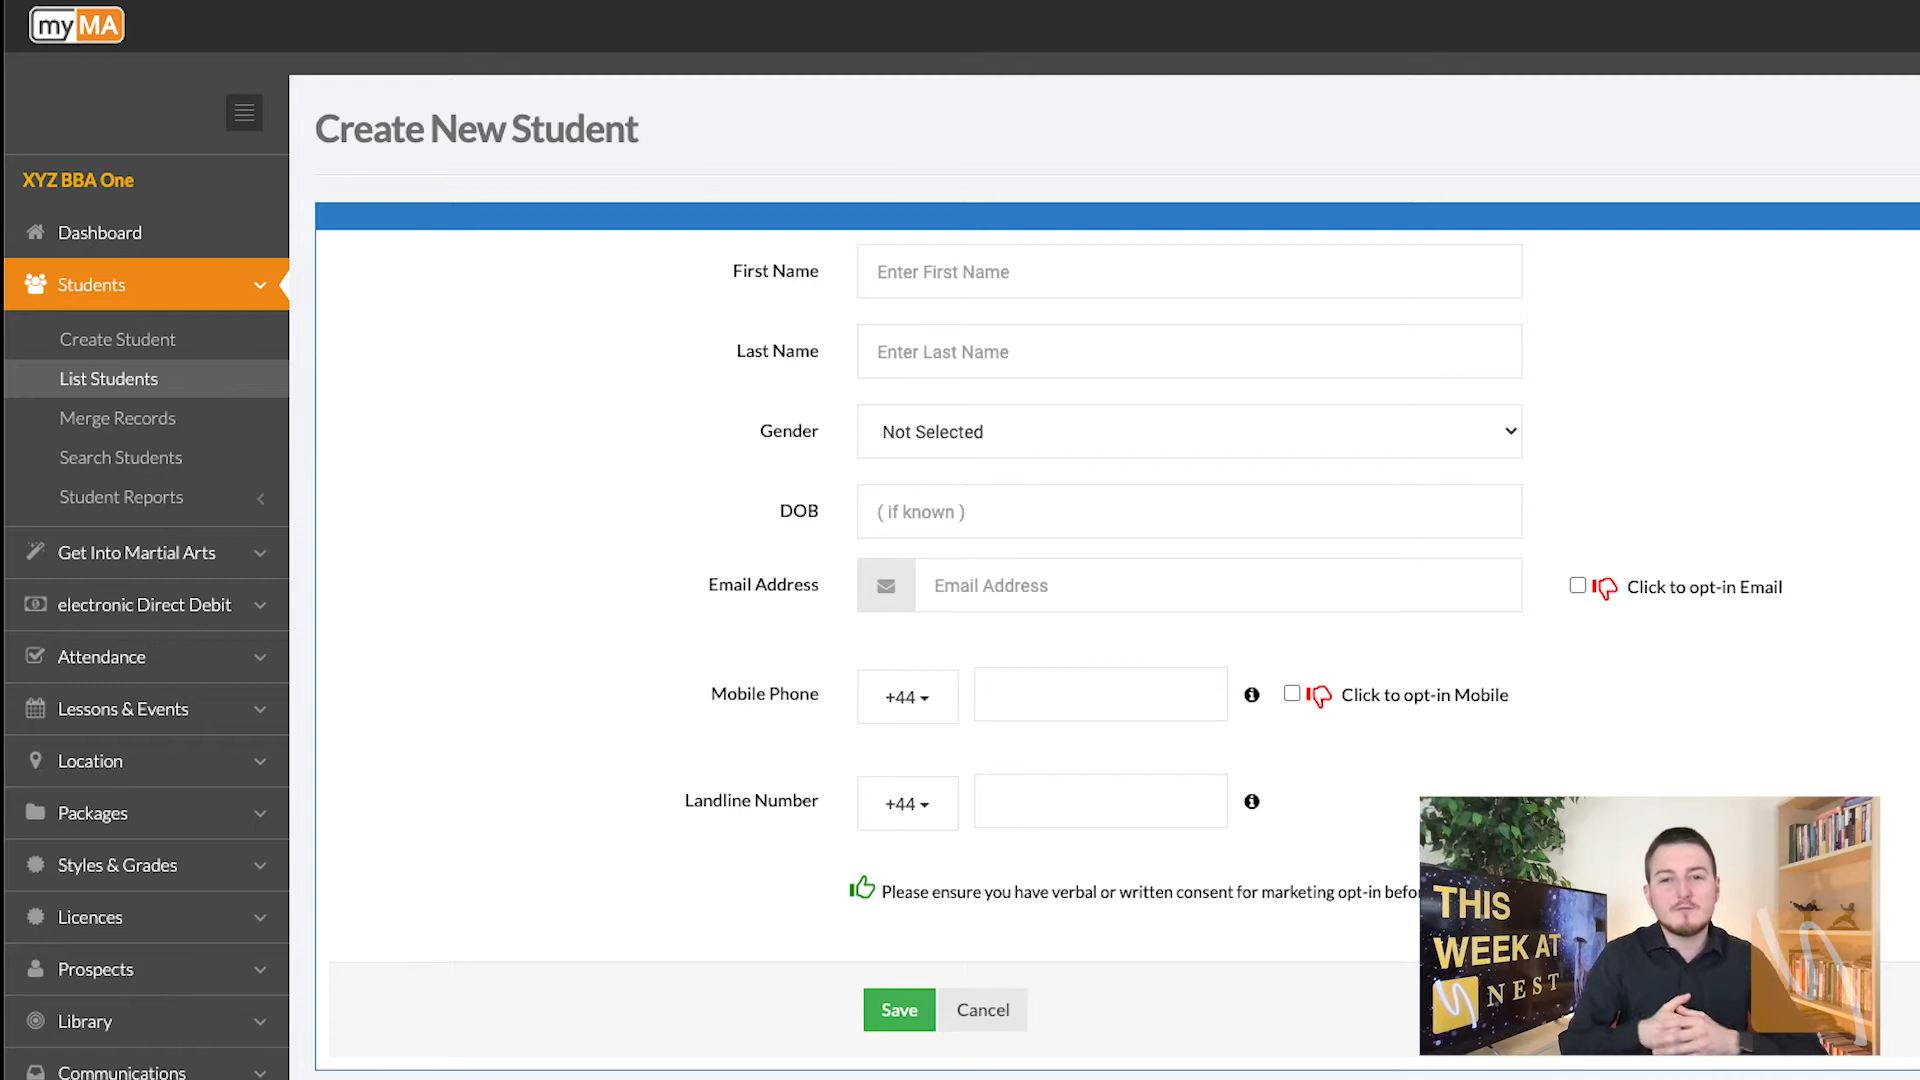 myMA
Create New Student
XYZ BBA One
Dashboard
Students
Create Student
List Students
Merge Records
Search Students
Student Reports
Get Into Martial Arts
electronic Direct Debit
Attendance
Lessons & Events
Location
Packages
Styles & Grades
Licences
Prospects
Library
Communications
First Name
Enter First Name
Last Name
Enter Last Name
Gender
Not Selected
DOB
( if known )
Email Address
Email Address
Click to opt-in Email
Mobile Phone
+44
Click to opt-in Mobile
Landline Number
+44
Please ensure you have verbal or written consent for marketing opt-in befor
Save
Cancel
THIS
WEEK AT
NEST